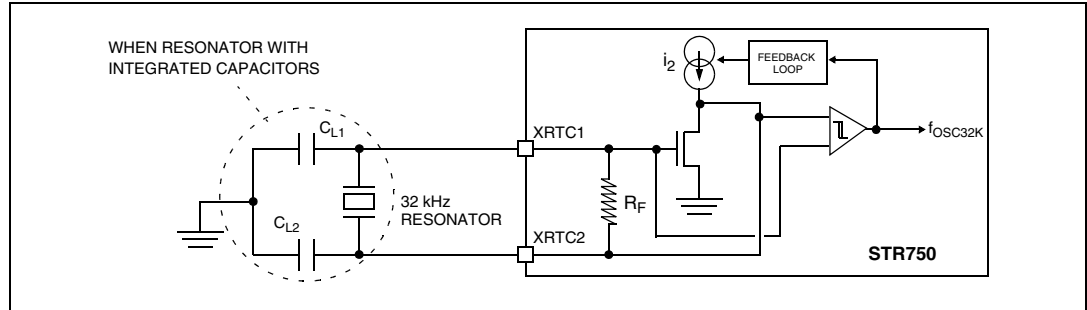 WHEN RESONATOR WITH
INTEGRATED CAPACITORS
CL1
CL2
32 kHz
RESONATOR
XRTC1
XRTC2
RF
i2
FEEDBACK
LOOP
fOSC32K
STR750